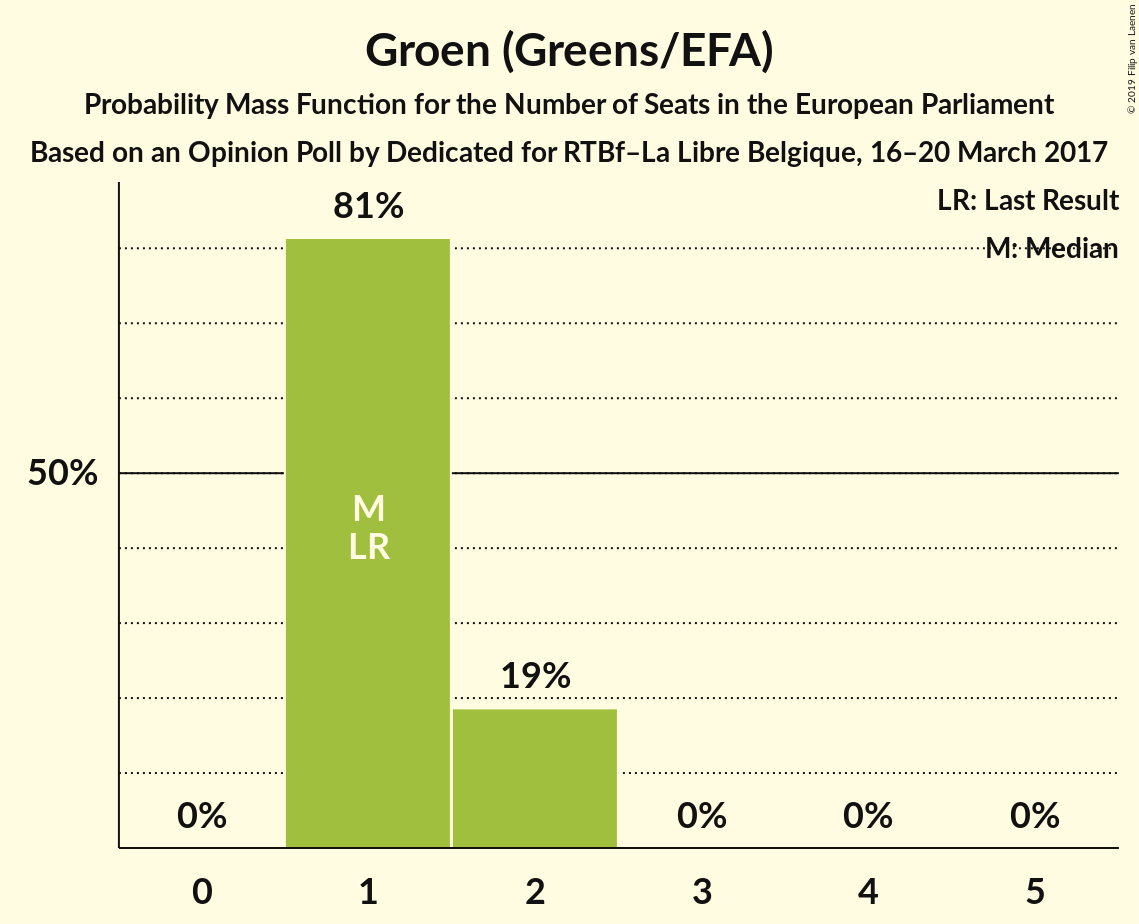 Groen (Greens/EFA)
Probability Mass Function for the Number of Seats in the European Parliament
Based on an Opinion Poll by Dedicated for RTBf–La Libre Belgique, 16–20 March 2017
© 2019 Filip van Laenen
LR: Last Result
M: Median
81%
50%
M
LR
19%
0%
0%
0%
0%
0 1 2 3 4 5